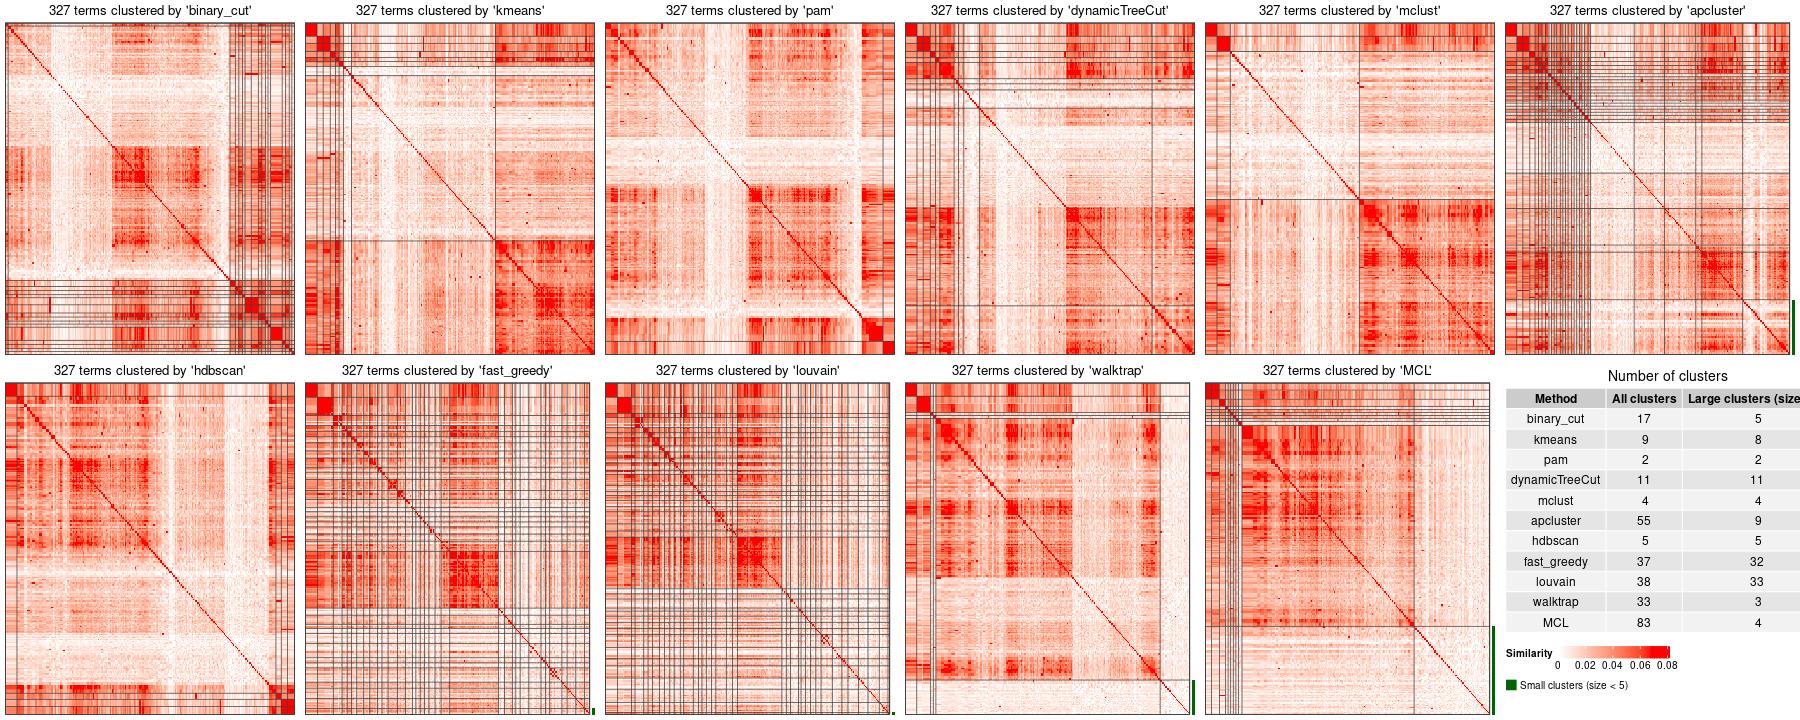 327 terms clustered by 'binary_cut'
327 terms clustered by 'kmeans'
327 terms clustered by 'pam'
327 terms clustered by 'dynamicTreeCut'
327 terms clustered by 'mclust'
327 terms clustered by 'apcluster'
327 terms clustered by 'hdbscan'
327 terms clustered by 'fast_greedy'
327 terms clustered by 'louvain'
327 terms clustered by 'walktrap'
327 terms clustered by 'MCL'
Number of clusters
Method All clusters Large clusters (size
binary_cut 17 5
kmeans 9 8
pam 2 2
dynamicTreeCut 11 11
mclust 4 4
apcluster 55 9
hdbscan 5 5
fast_greedy 37 32
louvain 38 33
walktrap 33 3
MCL 83 4
Similarity
0 0.02 0.04 0.06 0.08
Small clusters (size < 5)